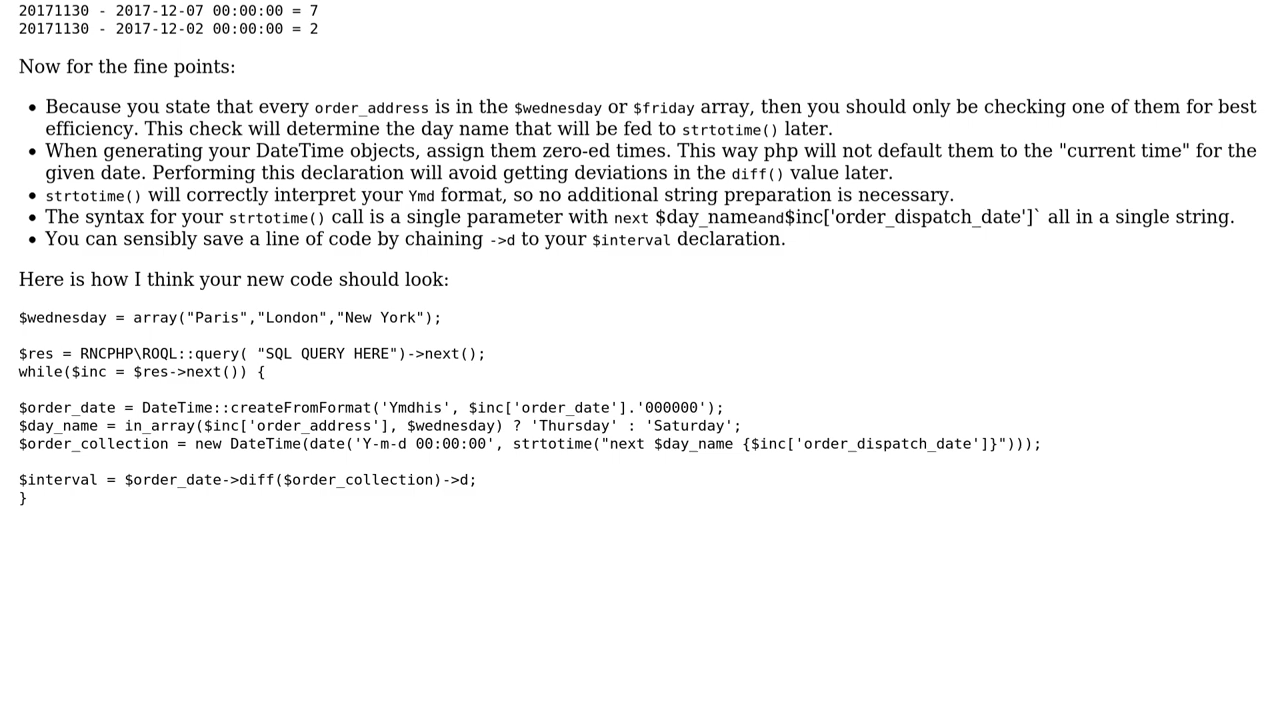 20171130 - 2017-12-07 00:00:00 = 7
20171130 - 2017-12-02 00:00:00 = 2
Now for the fine points:
• Because you state that every order_address is in the $wednesday or $friday array, then you should only be checking one of them for best
efficiency. This check will determine the day name that will be fed to strtotime() later.
• When generating your DateTime objects, assign them zero-ed times. This way php will not default them to the "current time" for the
given date. Performing this declaration will avoid getting deviations in the diff() value later.
• strtotime() will correctly interpret your Ymd format, so no additional string preparation is necessary.
• The syntax for your strtotime() call is a single parameter with next $day_nameand$inc['order_dispatch_date']` all in a single string.
• You can sensibly save a line of code by chaining ->d to your $interval declaration.
Here is how I think your new code should look:
$wednesday = array("Paris","London","New York");
$res = RNCPHP\ROQL::query( "SQL QUERY HERE")->next();
while($inc = $res->next()) {
$order_date = DateTime::createFromFormat('Ymdhis', $inc['order_date'].'000000');
$day_name = in_array($inc['order_address'], $wednesday) ? 'Thursday' : 'Saturday';
$order_collection = new DateTime(date('Y-m-d 00:00:00', strtotime("next $day_name {$inc['order_dispatch_date']}")));
$interval = $order_date->diff($order_collection)->d;
}